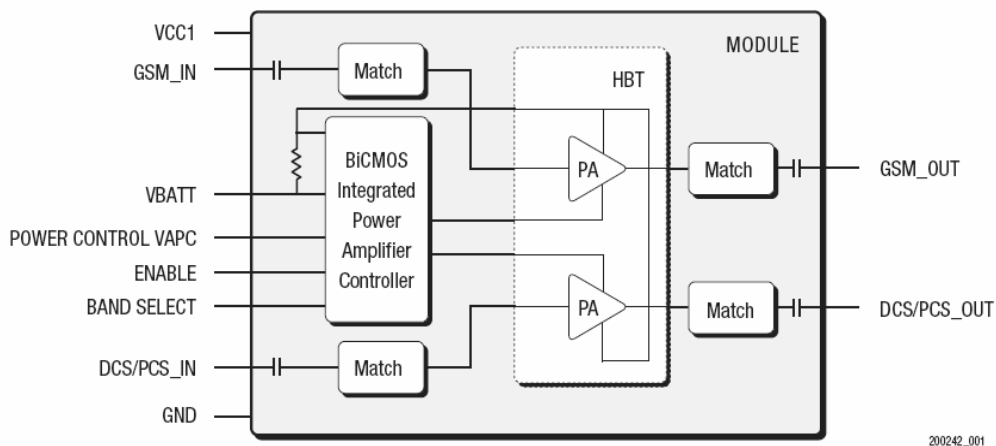 VCC1
GSM_IN
VBATT
POWER CONTROL VAPC
ENABLE
BAND SELECT
DCS/PCS_IN
GND
MODULE
Match
BiCMOS
Integrated
Power
Amplifier
Controller
Match
HBT
PA
PA
Match
Match
GSM_OUT
DCS/PCS_OUT
200242_001